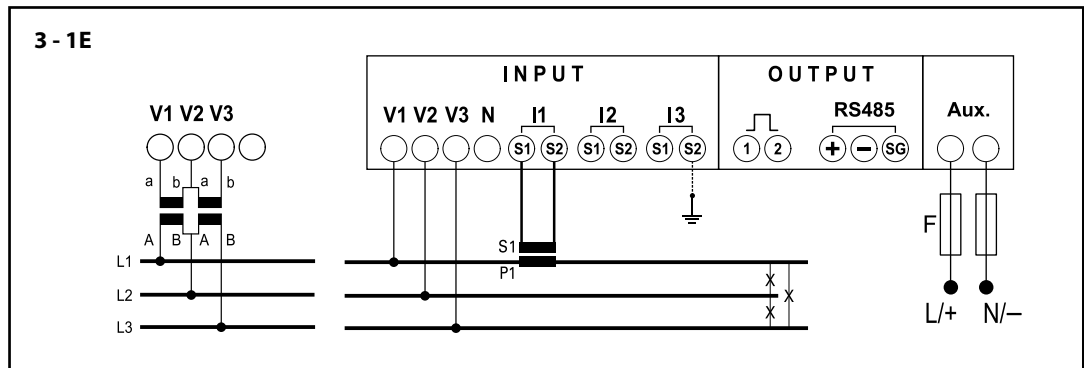 3 - 1E
INPUT OUTPUT
V1 V2 V3 V1 V2 V3 N I1 I2 I3 RS485 Aux.
S1 S2 S1 S2 S1 S2 1 2 + − SG
a b a b
A B A B
S1
P1
F
L1
L2
L3
L/+ N/−